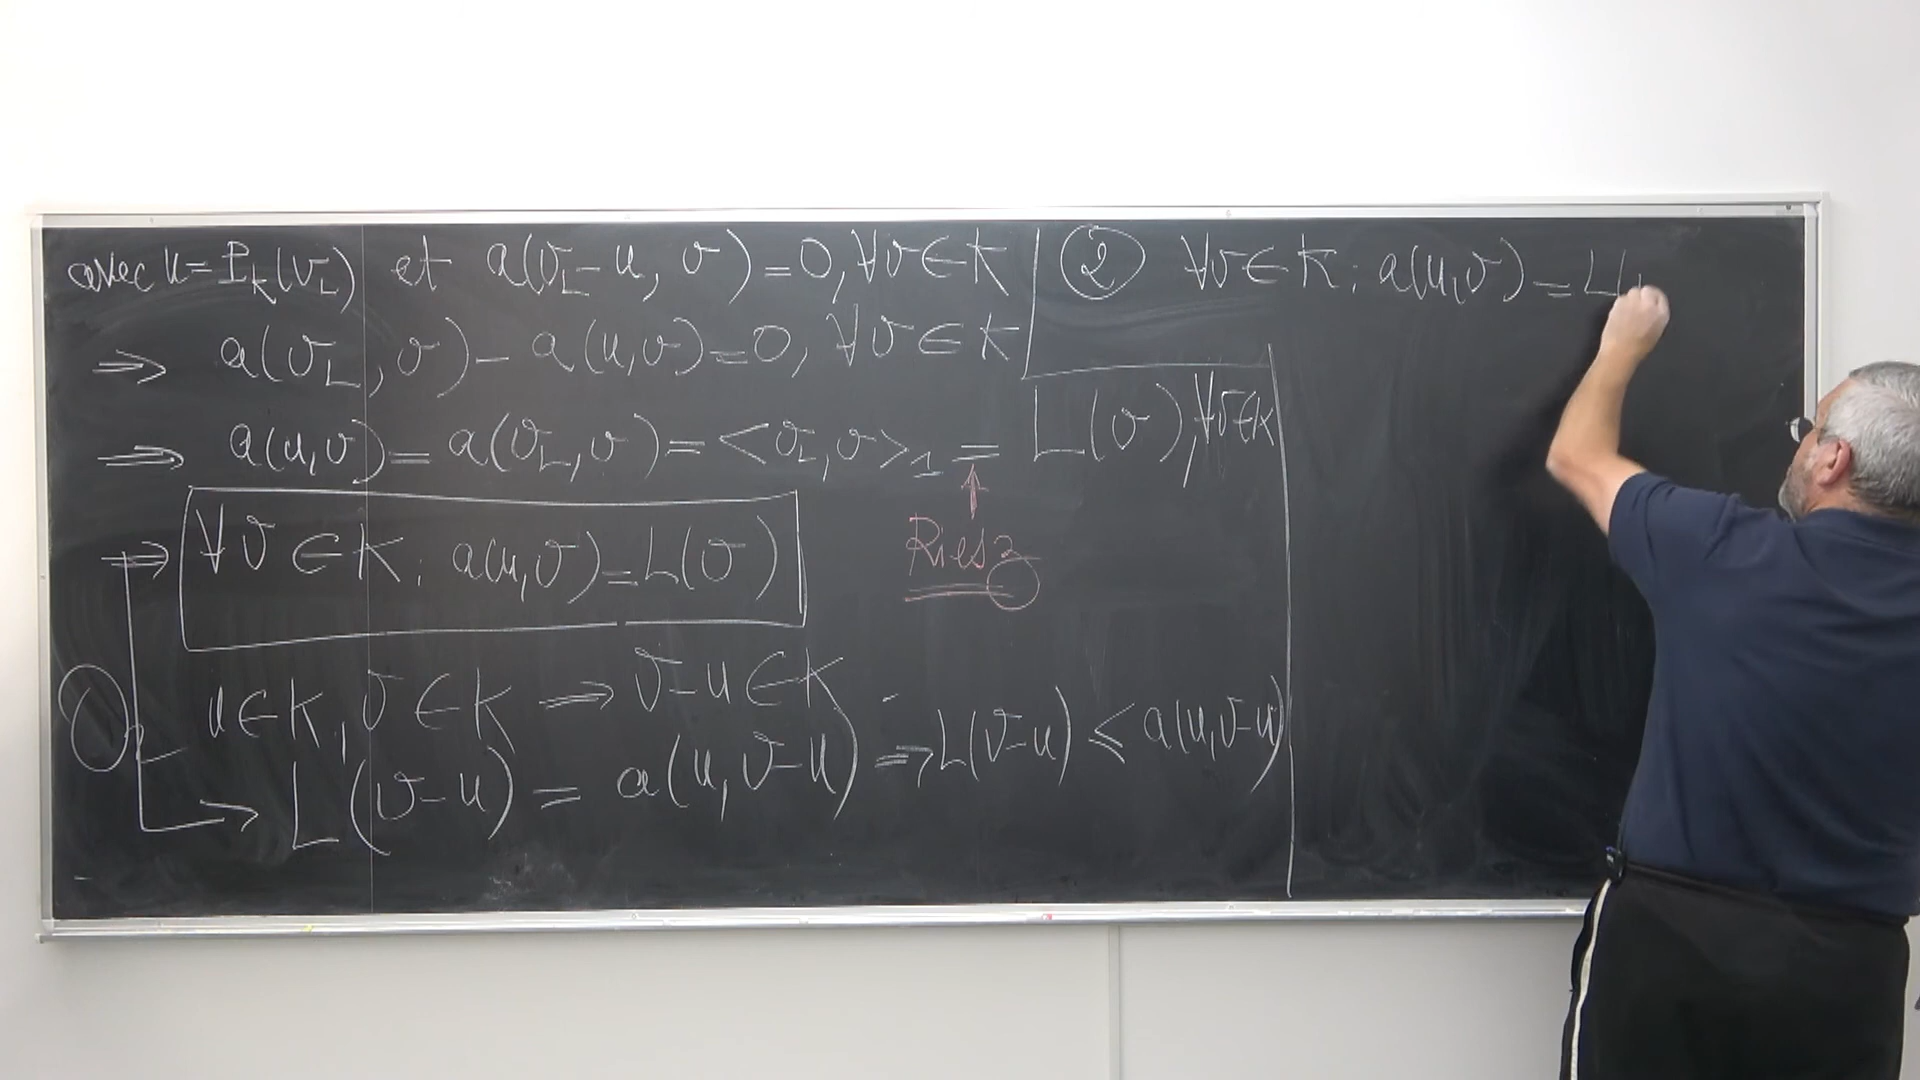 avec u = P_K(v_L) et a(v_L - u, v) = 0, ∀v ∈ K
⇒ a(v_L, v) - a(u, v) = 0, ∀v ∈ K
⇒ a(u, v) = a(v_L, v) = <v_L, v>_1 = L(v), ∀v ∈ K
Riesz
⇒ ∀v ∈ K ; a(u, v) = L(v)
① u ∈ K, v ∈ K ⇒ v - u ∈ K
→ L(v - u) = a(u, v - u) ⇒ L(v - u) ≤ a(u, v - u)
② ∀v ∈ K : a(u, v) = L(